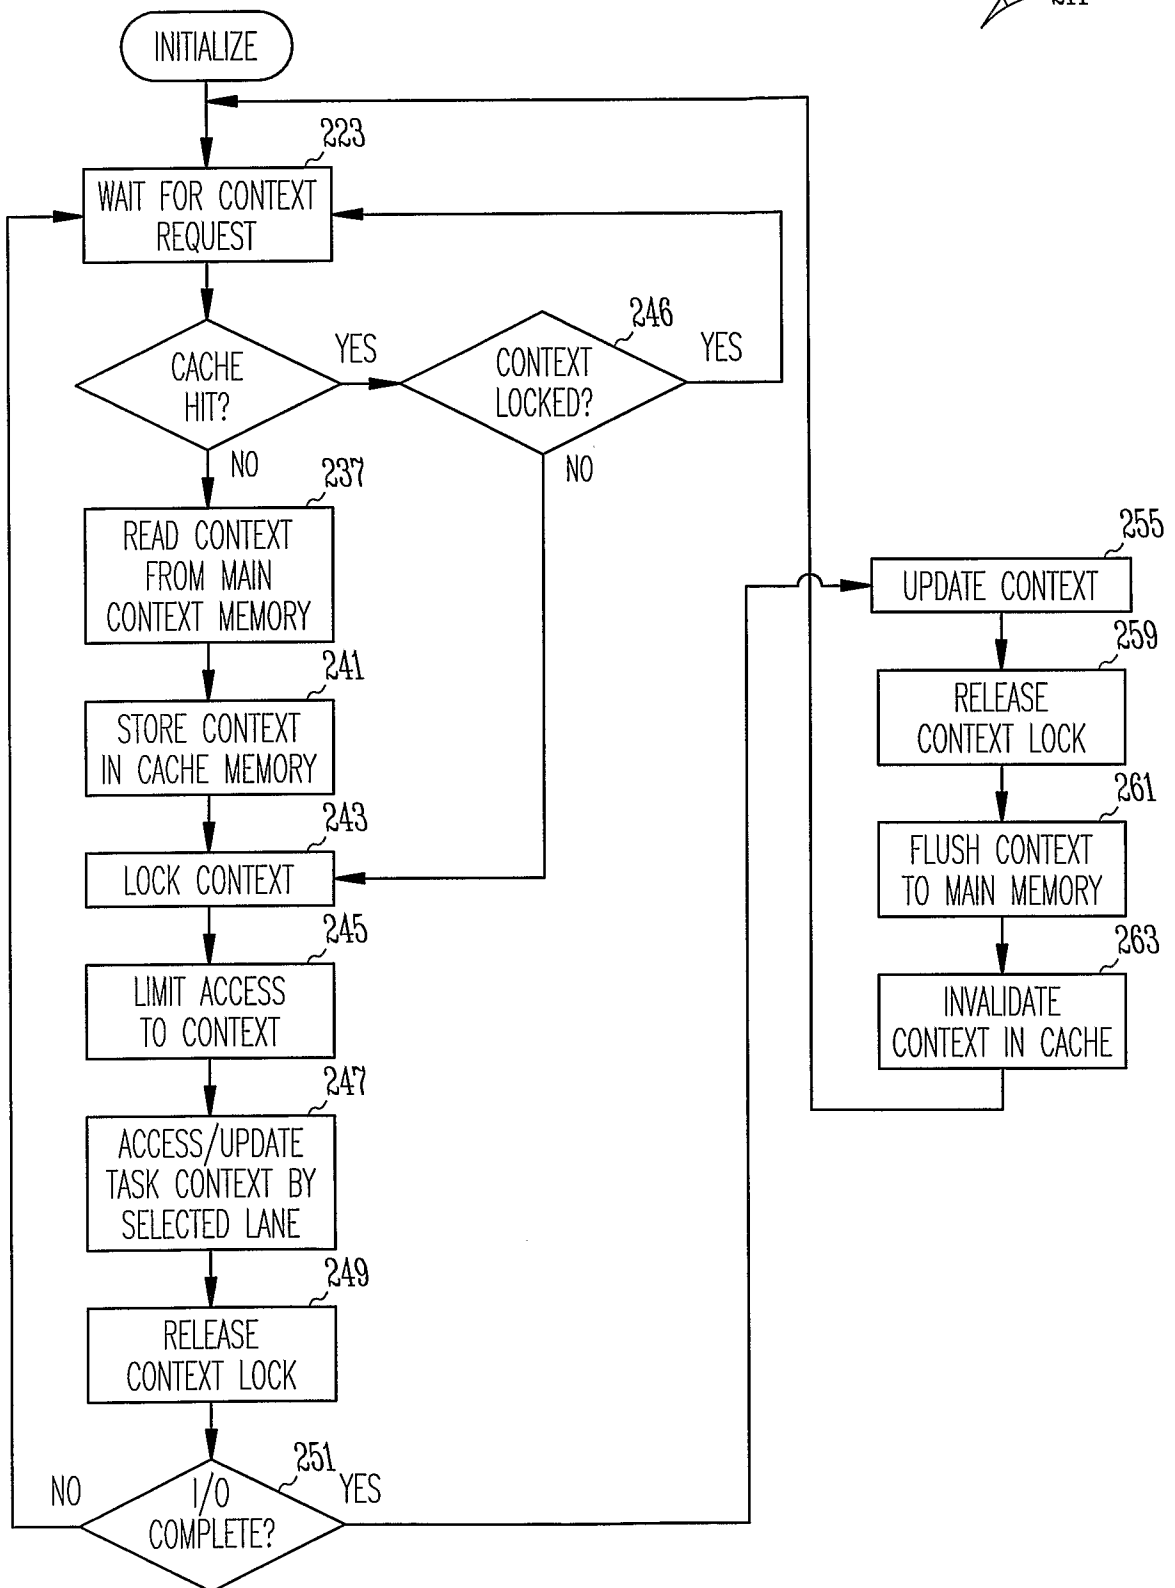 INITIALIZE
223
WAIT FOR CONTEXT
REQUEST
CACHE
HIT?
YES
NO
246
CONTEXT
LOCKED?
YES
NO
237
READ CONTEXT
FROM MAIN
CONTEXT MEMORY
241
STORE CONTEXT
IN CACHE MEMORY
243
LOCK CONTEXT
245
LIMIT ACCESS
TO CONTEXT
247
ACCESS/UPDATE
TASK CONTEXT BY
SELECTED LANE
249
RELEASE
CONTEXT LOCK
251
I/O
COMPLETE?
NO
YES
255
UPDATE CONTEXT
259
RELEASE
CONTEXT LOCK
261
FLUSH CONTEXT
TO MAIN MEMORY
263
INVALIDATE
CONTEXT IN CACHE